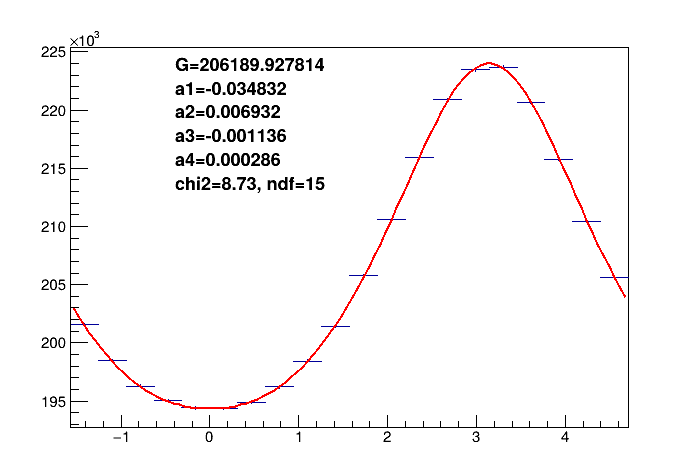 ×10³
225
220
215
210
205
200
195
G=206189.927814
a1=-0.034832
a2=0.006932
a3=-0.001136
a4=0.000286
chi2=8.73, ndf=15
−1 0 1 2 3 4